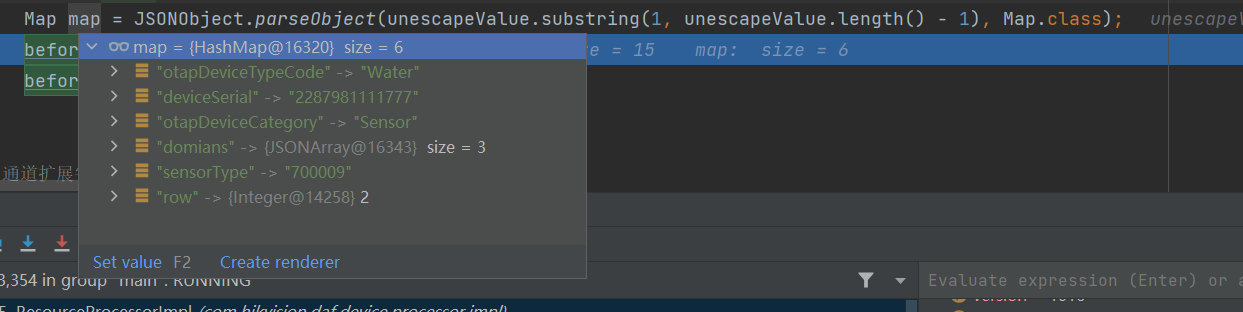 Map map = JSONObject.parseObject(unescapeValue.substring(1, unescapeValue.length() - 1), Map.class); unescapeV
befor = 15 map: size = 6
map = {HashMap@16320} size = 6
"otapDeviceTypeCode" -> "Water"
befor
"deviceSerial" -> "2287981111777"
"otapDeviceCategory" -> "Sensor"
"domians" -> {JSONArray@16343} size = 3
通道扩展
"sensorType" -> "700009"
"row" -> {Integer@14258} 2
Set value F2 Create renderer
3,354 in group "main": RUNNING
Evaluate expression (Enter) or a
ResourceProcessorImpl (com.hikvision.daf.device.processor.impl)